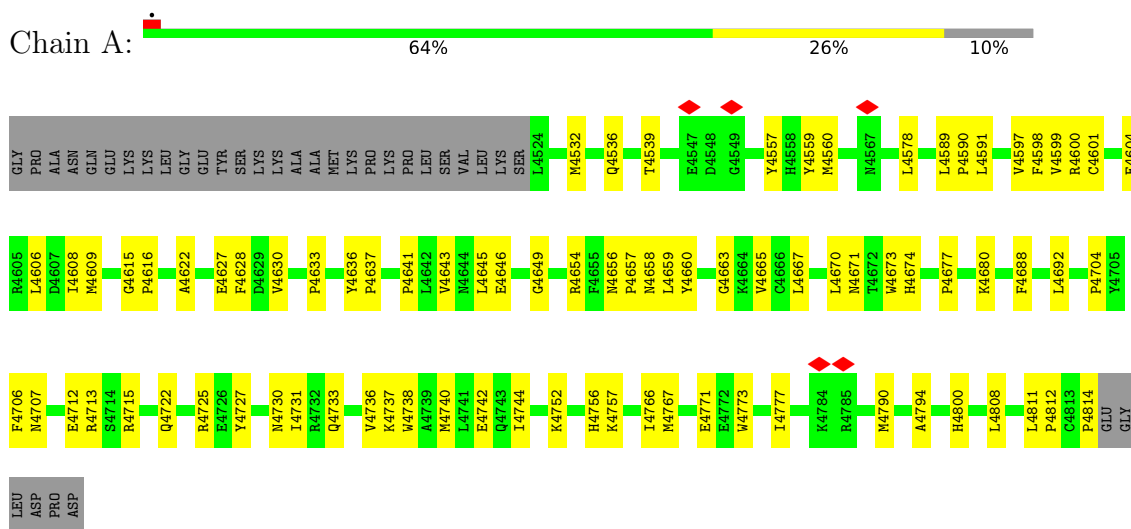 Chain A:
64% 26% 10%
GLY PRO ALA ASN GLN GLU LYS LYS LEU GLY GLU TYR SER LYS LYS ALA ALA MET LYS PRO LYS PRO LEU SER VAL LEU LYS SER L4524 M4532 Q4536 T4539 E4547 D4548 G4549 Y4557 H4558 Y4559 M4560 N4567 L4578 L4589 P4590 L4591 V4597 F4598 V4599 R4600 C4601
R4605 L4606 D4607 I4608 M4609 G4615 P4616 A4622 E4627 F4628 D4629 V4630 P4633 Y4636 P4637 P4641 L4642 V4643 N4644 L4645 E4646 G4649 R4654 F4655 N4656 P4657 N4658 L4659 Y4660 G4663 K4664 V4665 C4666 L4667 L4670 N4671 T4672 W4673 H4674 P4677 K4680 F4688 L4692 P4704 Y4705
F4706 N4707 E4712 R4713 S4714 R4715 Q4722 R4725 E4726 Y4727 N4730 I4731 R4732 Q4733 V4736 K4737 W4738 A4739 M4740 L4741 E4742 Q4743 I4744 K4752 H4756 K4757 I4766 M4767 E4771 E4772 W4773 I4777 K4784 R4785 M4790 A4794 H4800 L4808 L4811 P4812 C4813 P4814 GLU GLY
LEU ASP PRO ASP